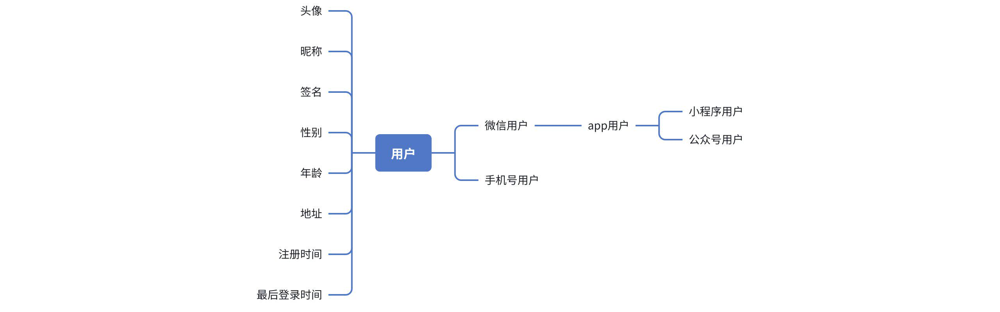 头像
昵称
签名
性别
年龄
地址
注册时间
最后登录时间
用户
微信用户
app用户
小程序用户
公众号用户
手机号用户